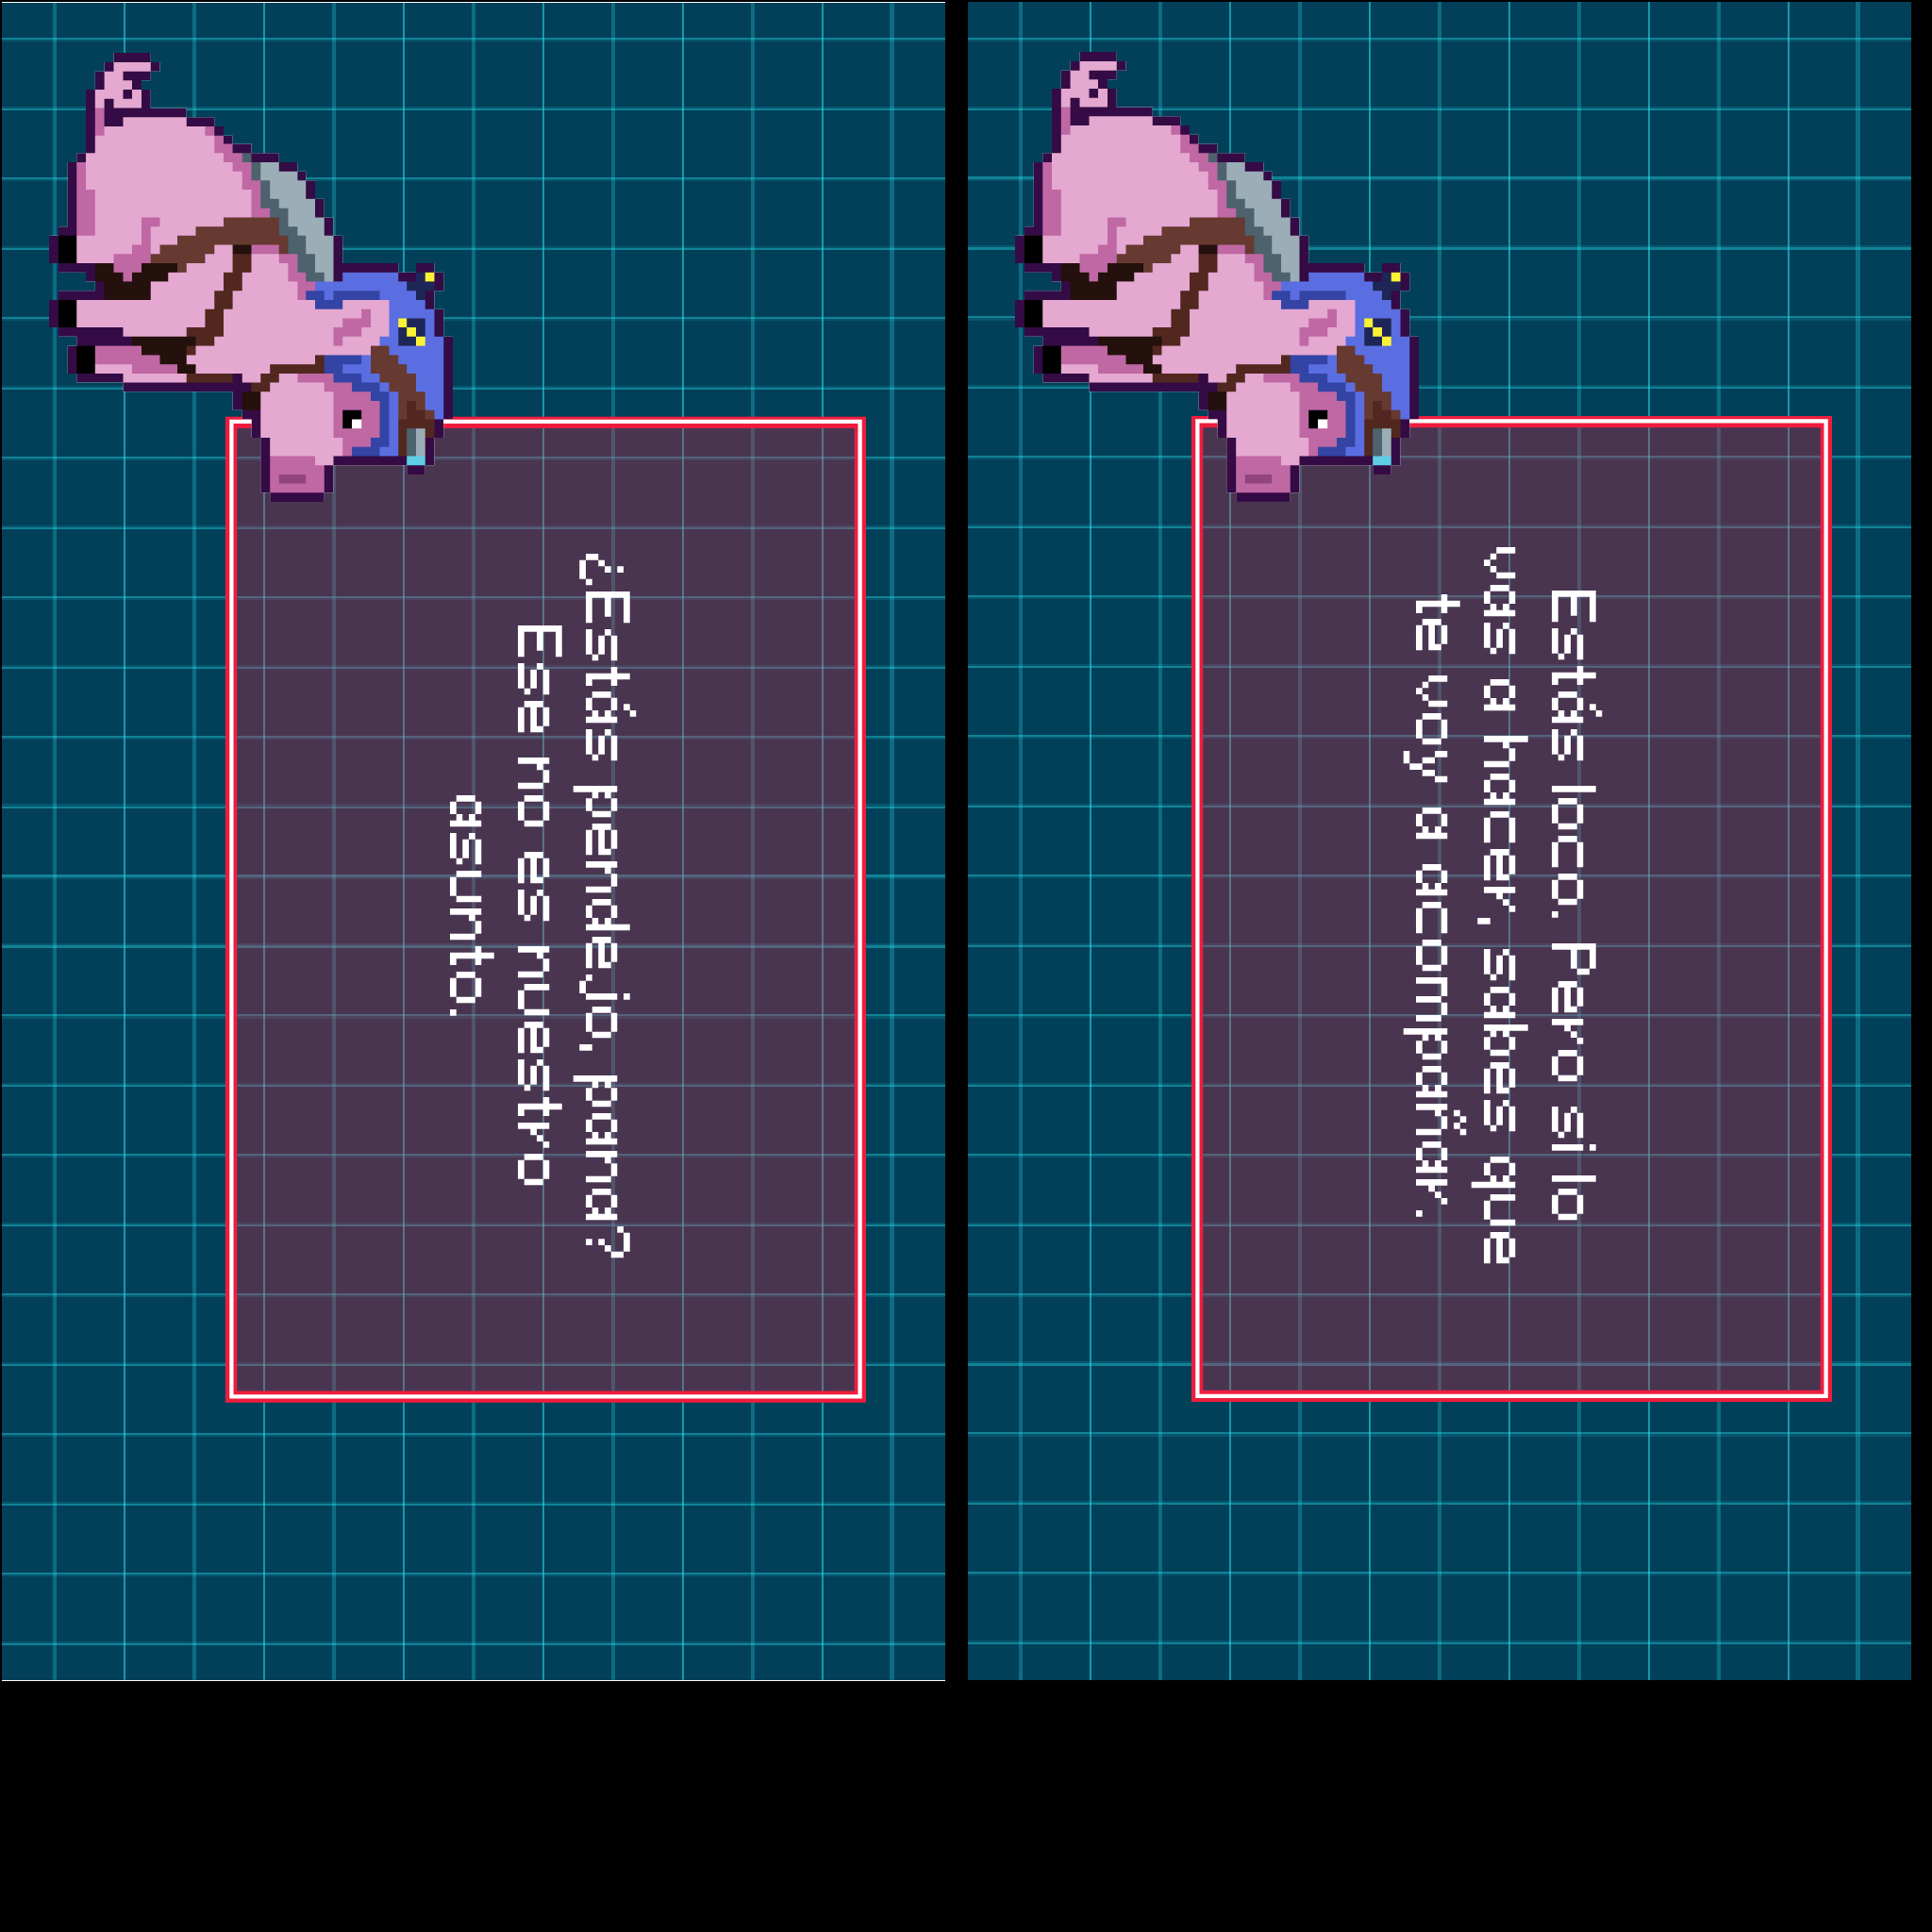 ¿Estás pendejo, pana?
Ese no es nuestro
asunto.
Estás loco. Pero si lo
vas a hacer, sabes que
te voy a acompañar.